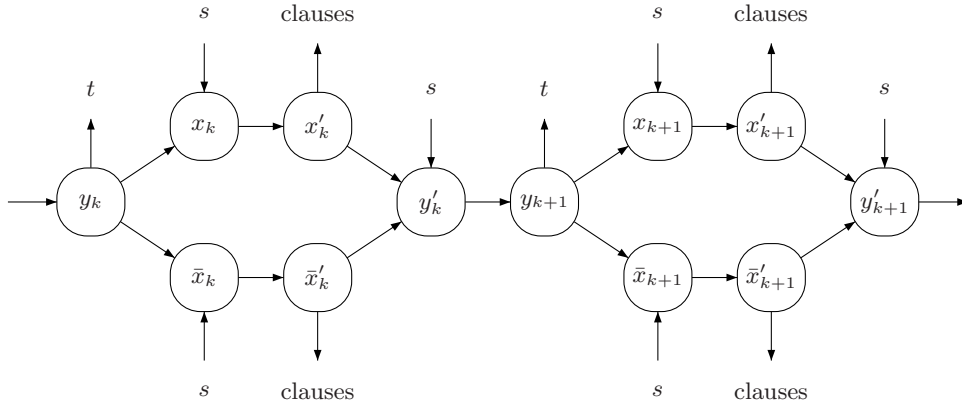 s clauses s clauses
t s t s
x_k x'_k x_{k+1} x'_{k+1}
y_k y'_k y_{k+1} y'_{k+1}
x̄_k x̄'_k x̄_{k+1} x̄'_{k+1}
s clauses s clauses